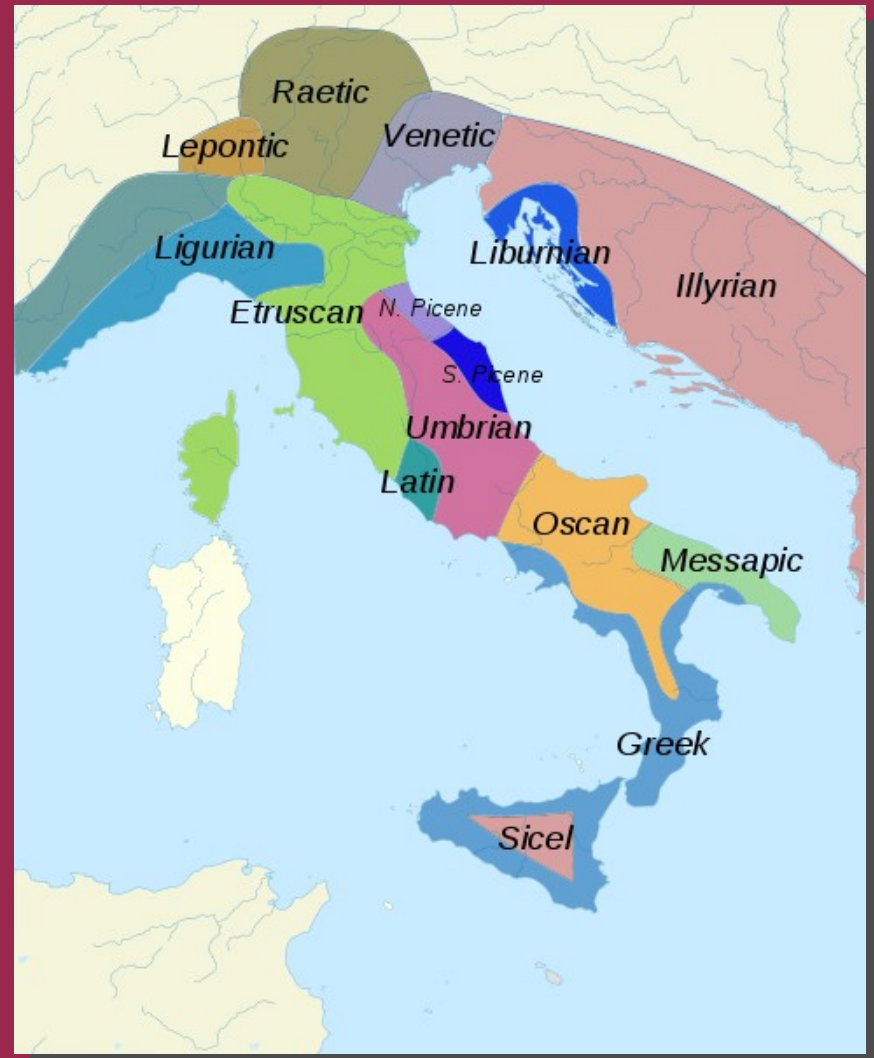 Raetic
Venetic
Lepontic
Ligurian
Liburnian
Illyrian
Etruscan
N. Picene
S. Picene
Umbrian
Latin
Oscan
Messapic
Greek
Sicel